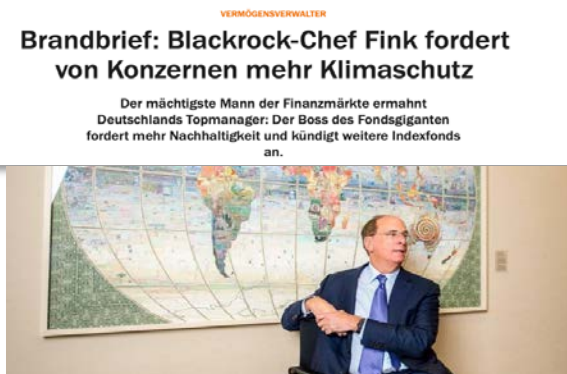 VERMÖGENSVERWALTER
Brandbrief: Blackrock-Chef Fink fordert
von Konzernen mehr Klimaschutz
Der mächtigste Mann der Finanzmärkte ermahnt
Deutschlands Topmanager: Der Boss des Fondsgiganten
fordert mehr Nachhaltigkeit und kündigt weitere Indexfonds
an.